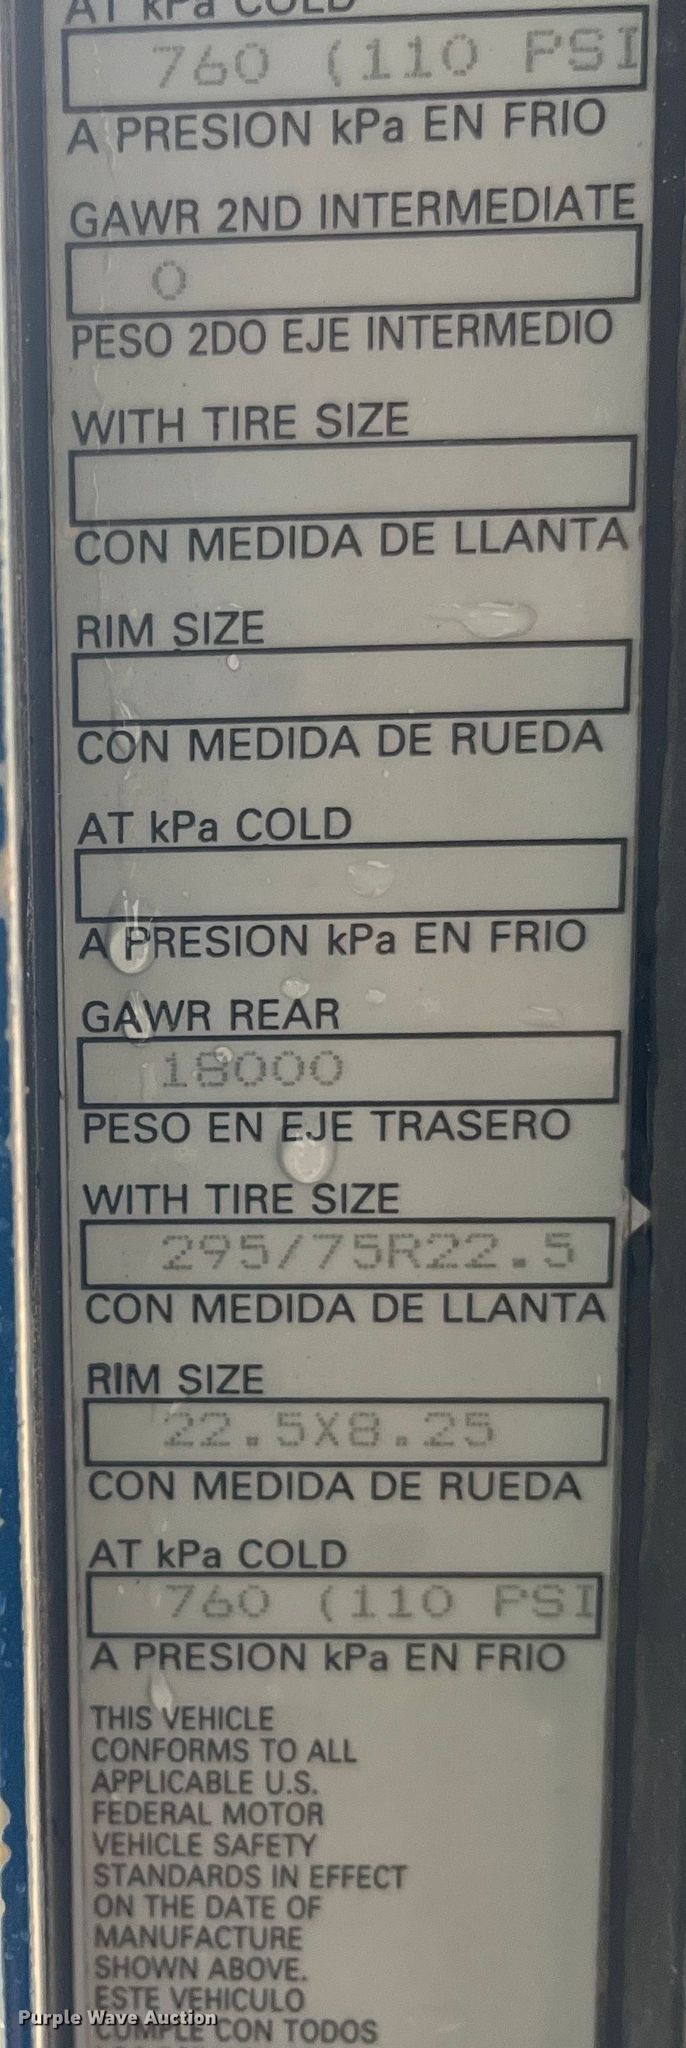 AT kPa COLD
760 (110 PSI
A PRESION kPa EN FRIO
GAWR 2ND INTERMEDIATE
0
PESO 2DO EJE INTERMEDIO
WITH TIRE SIZE
CON MEDIDA DE LLANTA
RIM SIZE
CON MEDIDA DE RUEDA
AT kPa COLD
A PRESION kPa EN FRIO
GAWR REAR
18000
PESO EN EJE TRASERO
WITH TIRE SIZE
295/75R22.5
CON MEDIDA DE LLANTA
RIM SIZE
22.5X8.25
CON MEDIDA DE RUEDA
AT kPa COLD
760 (110 PSI
A PRESION kPa EN FRIO
THIS VEHICLE
CONFORMS TO ALL
APPLICABLE U.S.
FEDERAL MOTOR
VEHICLE SAFETY
STANDARDS IN EFFECT
ON THE DATE OF
MANUFACTURE
SHOWN ABOVE.
ESTE VEHICULO
Purple Wave Auction
CUMPLE CON TODOS